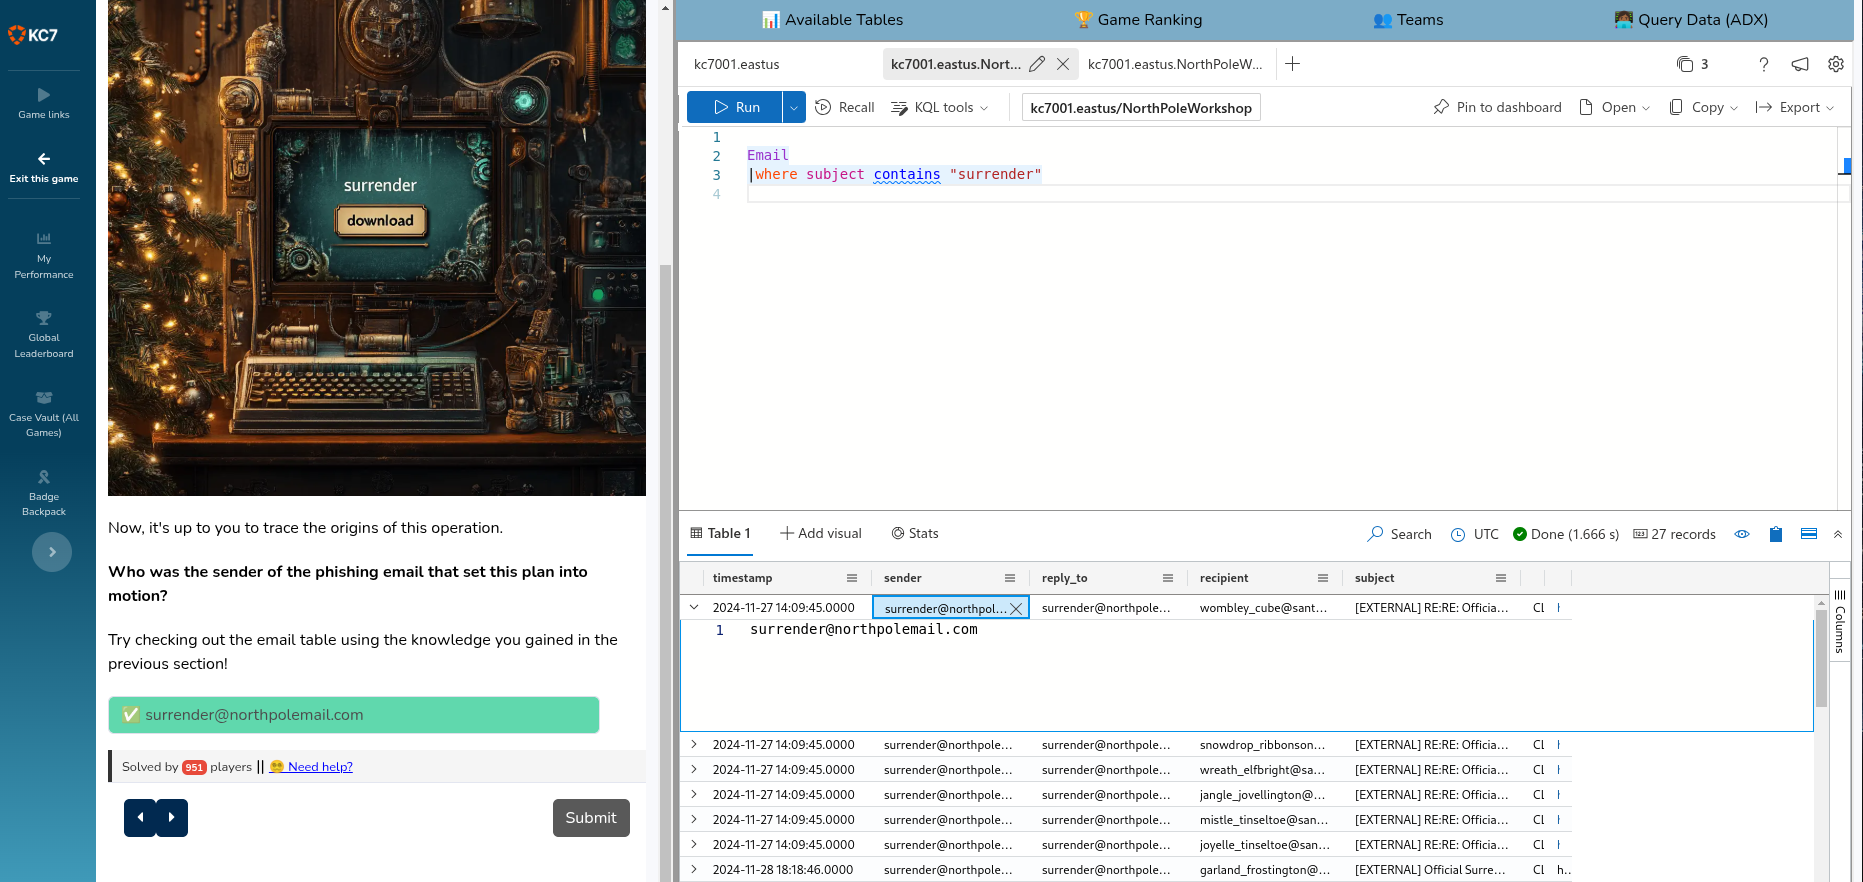 KC7
Game links
Exit this game
My
Performance
Global
Leaderboard
Case Vault (All
Games)
Badge
Backpack
surrender
download
Now, it's up to you to trace the origins of this operation.
Who was the sender of the phishing email that set this plan into
motion?
Try checking out the email table using the knowledge you gained in the
previous section!
✅ surrender@northpolemail.com
Solved by 951 players || Need help?
Submit
Available Tables Game Ranking Teams Query Data (ADX)
kc7001.eastus kc7001.eastus.Nort... kc7001.eastus.NorthPoleW... 3 ?
Run Recall KQL tools kc7001.eastus/NorthPoleWorkshop Pin to dashboard Open Copy Export
1
2 Email
3 |where subject contains "surrender"
4
Table 1 Add visual Stats Search UTC Done (1.666 s) 27 records
timestamp sender reply_to recipient subject
2024-11-27 14:09:45.0000 surrender@northpol... surrender@northpole... wombley_cube@sant... [EXTERNAL] RE:RE: Officia... CL
1 surrender@northpolemail.com
2024-11-27 14:09:45.0000 surrender@northpole... surrender@northpole... snowdrop_ribbonson... [EXTERNAL] RE:RE: Officia... CL
2024-11-27 14:09:45.0000 surrender@northpole... surrender@northpole... wreath_elfbright@sa... [EXTERNAL] RE:RE: Officia... CL
2024-11-27 14:09:45.0000 surrender@northpole... surrender@northpole... jangle_jovellington@... [EXTERNAL] RE:RE: Officia... CL
2024-11-27 14:09:45.0000 surrender@northpole... surrender@northpole... mistle_tinseltoe@san... [EXTERNAL] RE:RE: Officia... CL
2024-11-27 14:09:45.0000 surrender@northpole... surrender@northpole... joyelle_tinseltoe@san... [EXTERNAL] RE:RE: Officia... CL
2024-11-28 18:18:46.0000 surrender@northpole... surrender@northpole... garland_frostington@... [EXTERNAL] Official Surre... CL h...
Columns